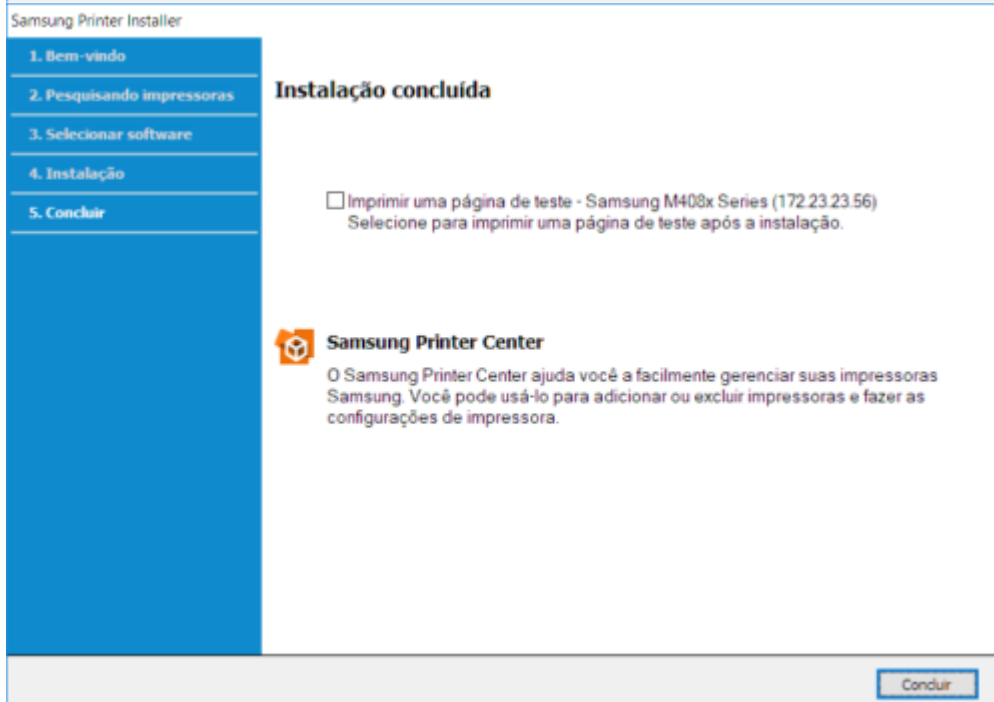 Samsung Printer Installer
1. Bem-vindo
2. Pesquisando impressoras
3. Selecionar software
4. Instalação
5. Concluir
Instalação concluída
Imprimir uma página de teste - Samsung M408x Series (172.23.23.56)
Selecione para imprimir uma página de teste após a instalação.
Samsung Printer Center
O Samsung Printer Center ajuda você a facilmente gerenciar suas impressoras
Samsung. Você pode usá-lo para adicionar ou excluir impressoras e fazer as
configurações de impressora.
Concluir